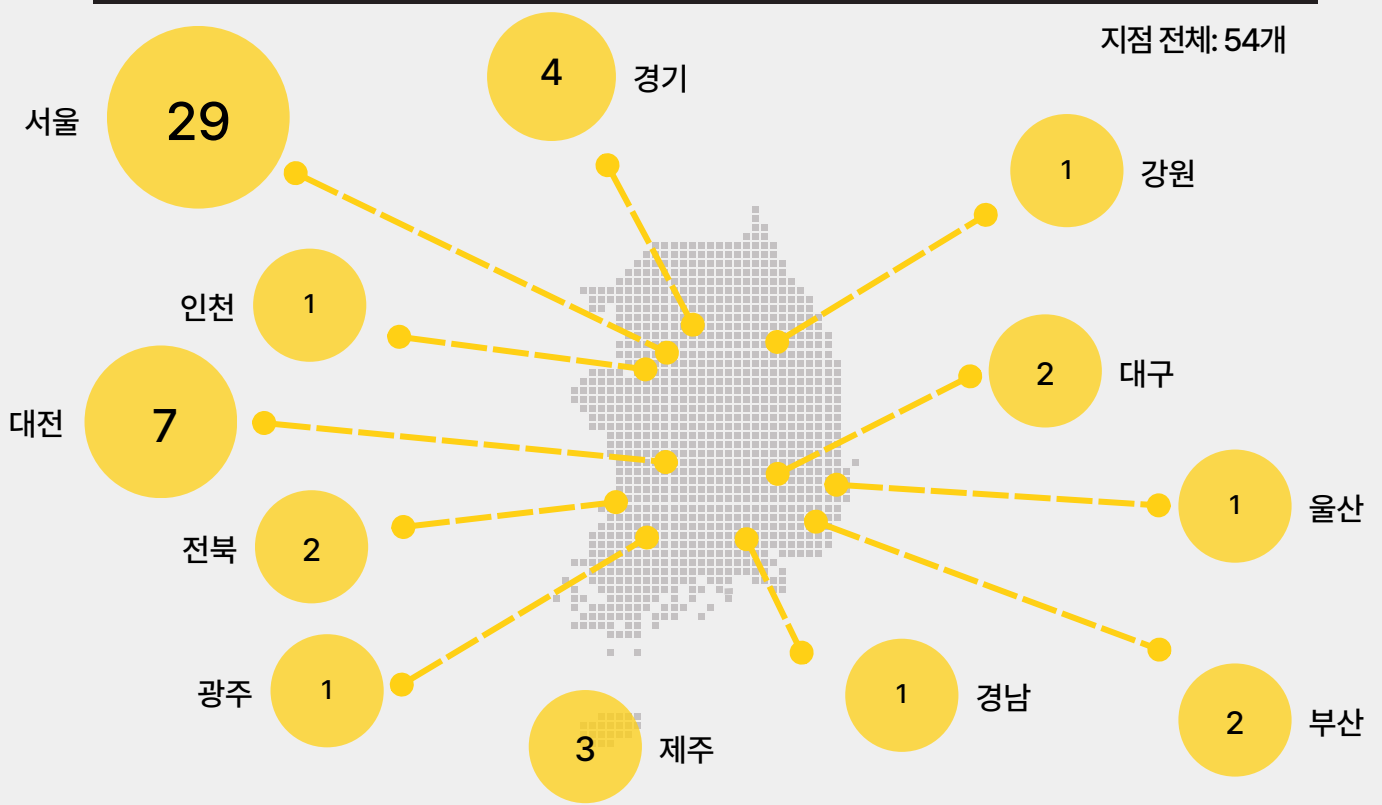 지점 전체: 54개
서울 29
4 경기
1 강원
인천 1
2 대구
대전 7
1 울산
전북 2
광주 1
1 경남
3 제주
2 부산